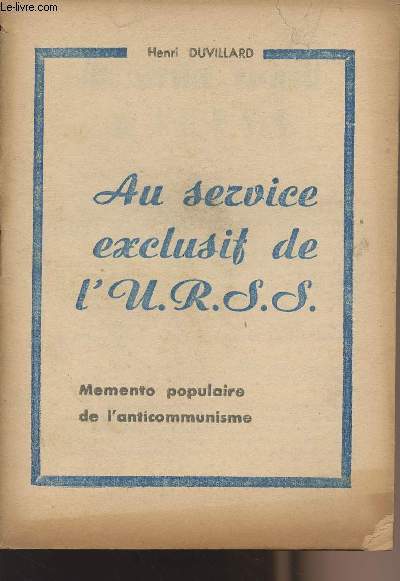 Le-livre.com
Henri DUVILLARD
Au service
exclusif de
l'U.R.S.S.
Memento populaire
de l'anticommunisme